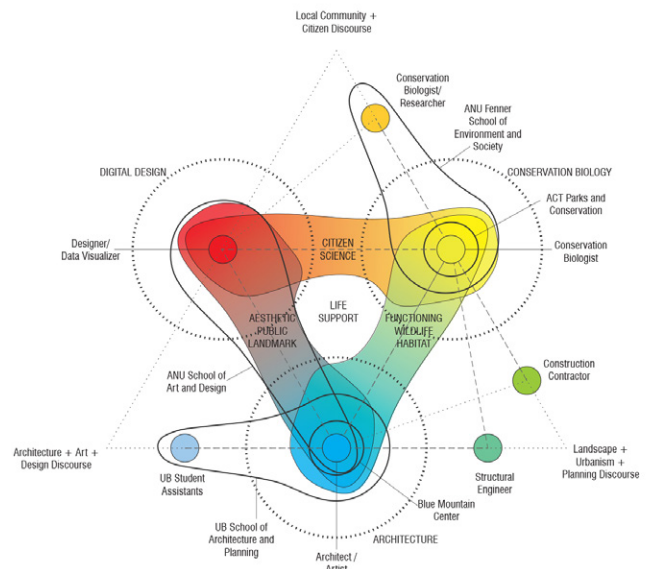 Local Community +
Citizen Discourse
Conservation
Biologist/
Researcher
ANU Fenner
School of
Environment and
Society
DIGITAL DESIGN
CONSERVATION BIOLOGY
ACT Parks and
Conservation
Designer/
Data Visualizer
CITIZEN
SCIENCE
Conservation
Biologist
LIFE
SUPPORT
AESTHETIC
PUBLIC
LANDMARK
FUNCTIONING
WILDLIFE
HABITAT
Construction
Contractor
ANU School of
Art and Design
Architecture + Art +
Design Discourse
UB Student
Assistants
Structural
Engineer
Landscape +
Urbanism +
Planning Discourse
Blue Mountain
Center
UB School of
Architecture and
Planning
ARCHITECTURE
Architect /
Artist